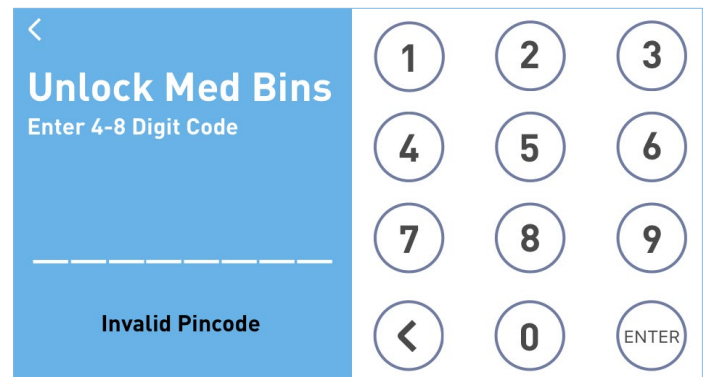 Unlock Med Bins
Enter 4-8 Digit Code
Invalid Pincode
1 2 3
4 5 6
7 8 9
< 0 ENTER